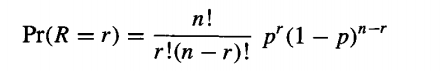 Pr(R = r) = n! / r!(n − r)! p^r (1 − p)^{n−r}